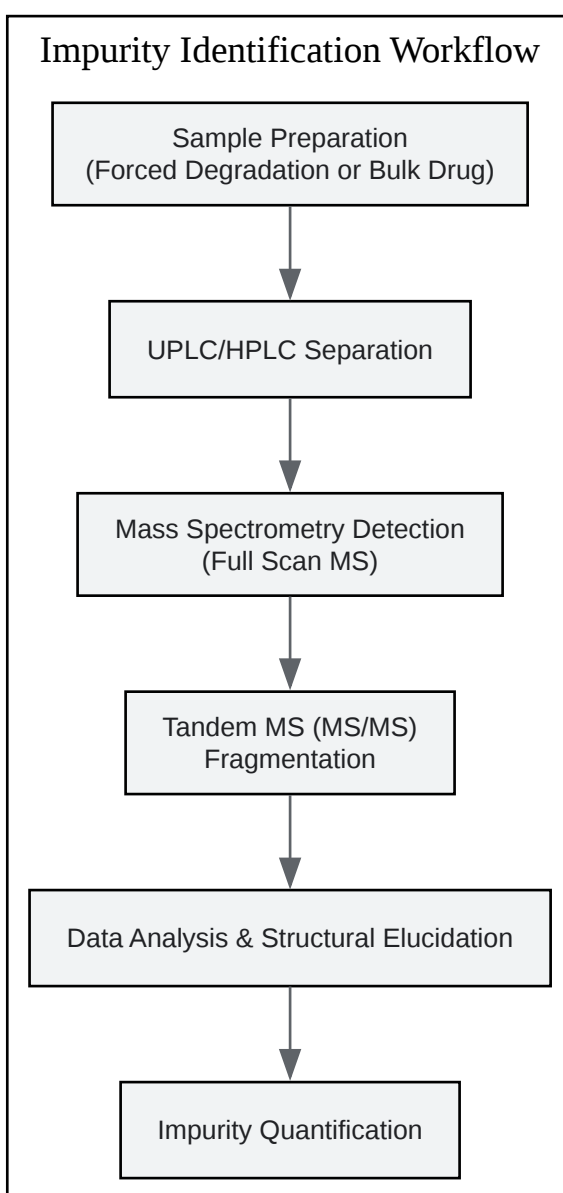 Impurity Identification Workflow
Sample Preparation
(Forced Degradation or Bulk Drug)
UPLC/HPLC Separation
Mass Spectrometry Detection
(Full Scan MS)
Tandem MS (MS/MS)
Fragmentation
Data Analysis & Structural Elucidation
Impurity Quantification